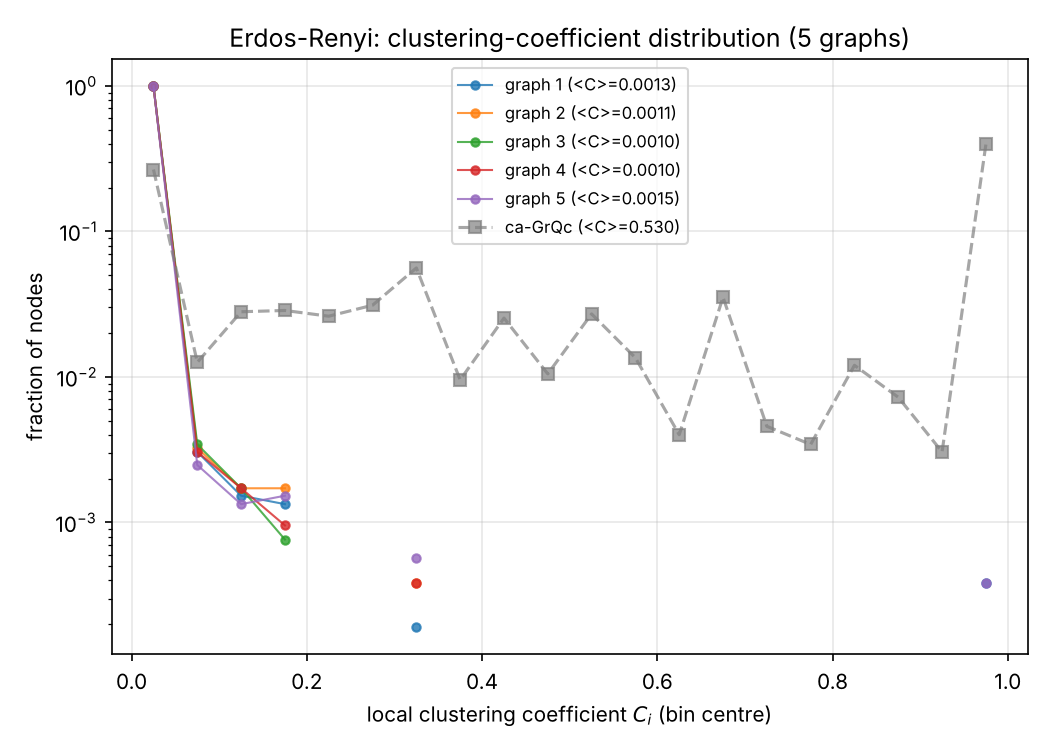 Erdos-Renyi: clustering-coefficient distribution (5 graphs)
graph 1 (<C>=0.0013)
graph 2 (<C>=0.0011)
graph 3 (<C>=0.0010)
graph 4 (<C>=0.0010)
graph 5 (<C>=0.0015)
ca-GrQc (<C>=0.530)
fraction of nodes
10⁰
10⁻¹
10⁻²
10⁻³
0.0 0.2 0.4 0.6 0.8 1.0
local clustering coefficient Cᵢ (bin centre)